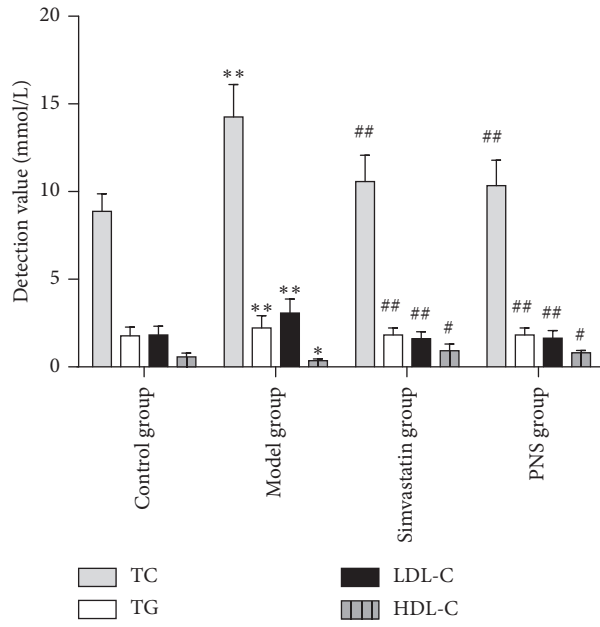 Detection value (mmol/L)
20
15
10
5
0
**
**
**
*
##
##
##
#
##
##
##
#
Control group
Model group
Simvastatin group
PNS group
TC
TG
LDL-C
HDL-C